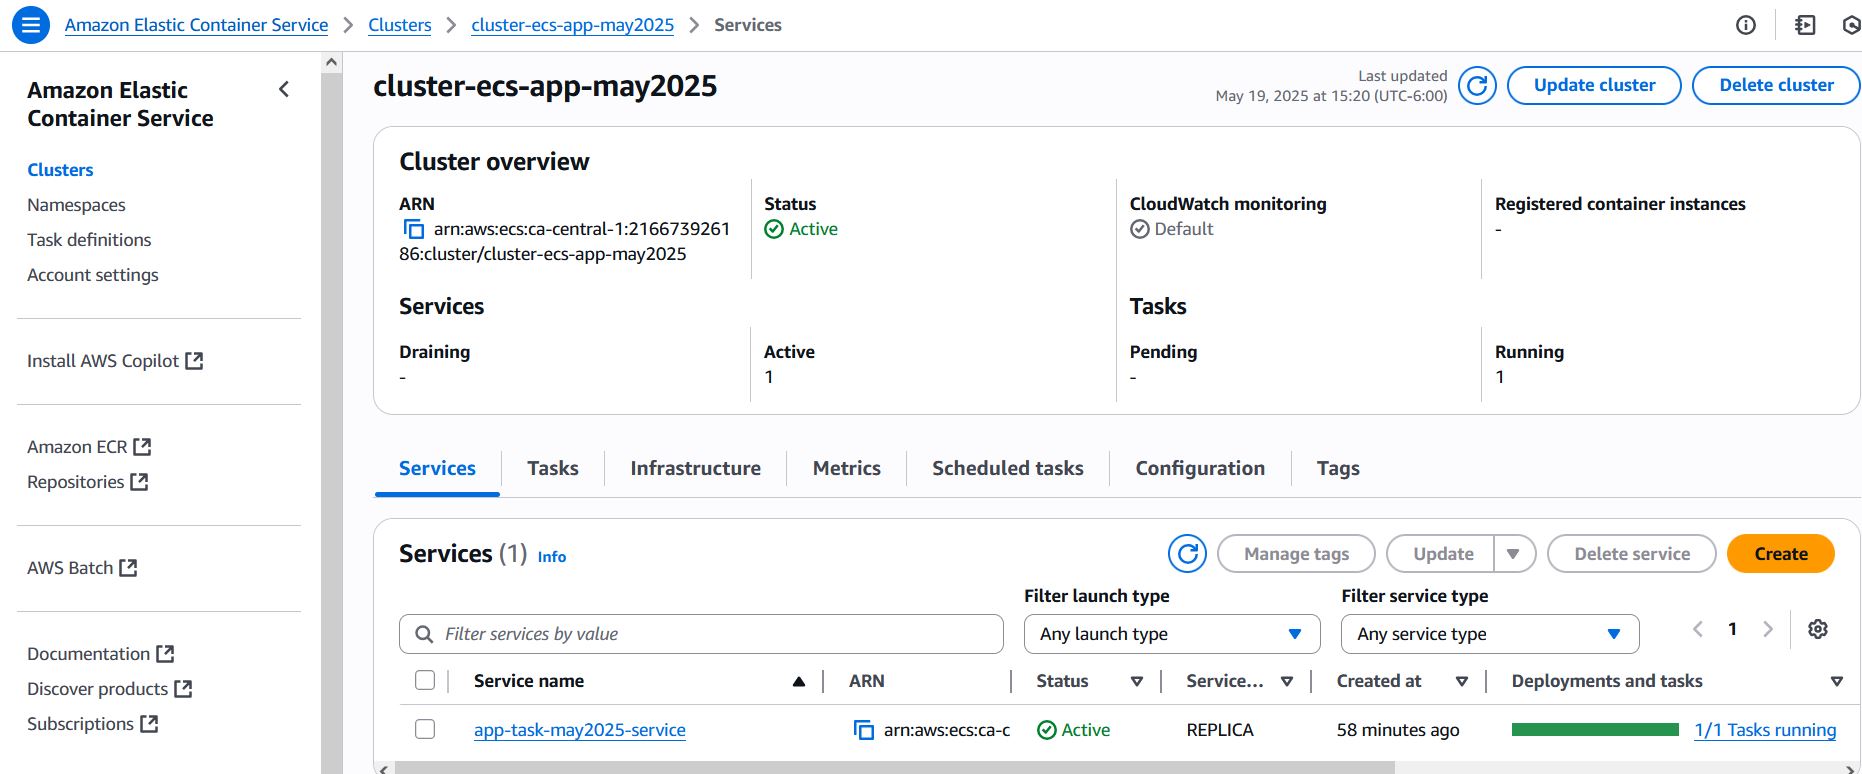 Amazon Elastic Container Service > Clusters > cluster-ecs-app-may2025 > Services
Amazon Elastic
Container Service
Clusters
Namespaces
Task definitions
Account settings
Install AWS Copilot
Amazon ECR
Repositories
AWS Batch
Documentation
Discover products
Subscriptions
cluster-ecs-app-may2025
Last updated
May 19, 2025 at 15:20 (UTC-6:00)
Update cluster
Delete cluster
Cluster overview
ARN
arn:aws:ecs:ca-central-1:2166739261
86:cluster/cluster-ecs-app-may2025
Status
Active
CloudWatch monitoring
Default
Registered container instances
-
Services
Draining
-
Active
1
Tasks
Pending
-
Running
1
Services
Tasks
Infrastructure
Metrics
Scheduled tasks
Configuration
Tags
Services (1) Info
Manage tags
Update
Delete service
Create
Filter services by value
Filter launch type
Any launch type
Filter service type
Any service type
1
Service name ARN Status Service... Created at Deployments and tasks
app-task-may2025-service arn:aws:ecs:ca-c Active REPLICA 58 minutes ago 1/1 Tasks running